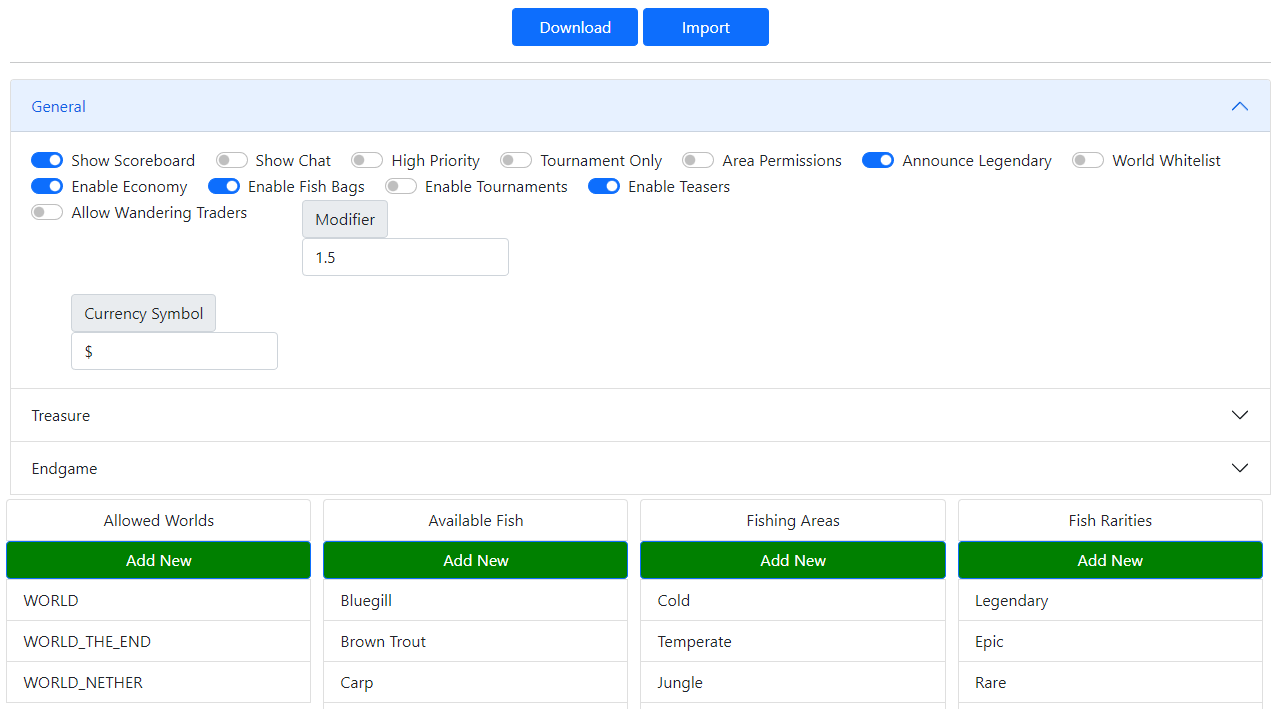 Download Import
General
Show Scoreboard Show Chat High Priority Tournament Only Area Permissions Announce Legendary World Whitelist
Enable Economy Enable Fish Bags Enable Tournaments Enable Teasers
Allow Wandering Traders Modifier
1.5
Currency Symbol
$
Treasure
Endgame
Allowed Worlds Available Fish Fishing Areas Fish Rarities
Add New Add New Add New Add New
WORLD Bluegill Cold Legendary
WORLD_THE_END Brown Trout Temperate Epic
WORLD_NETHER Carp Jungle Rare